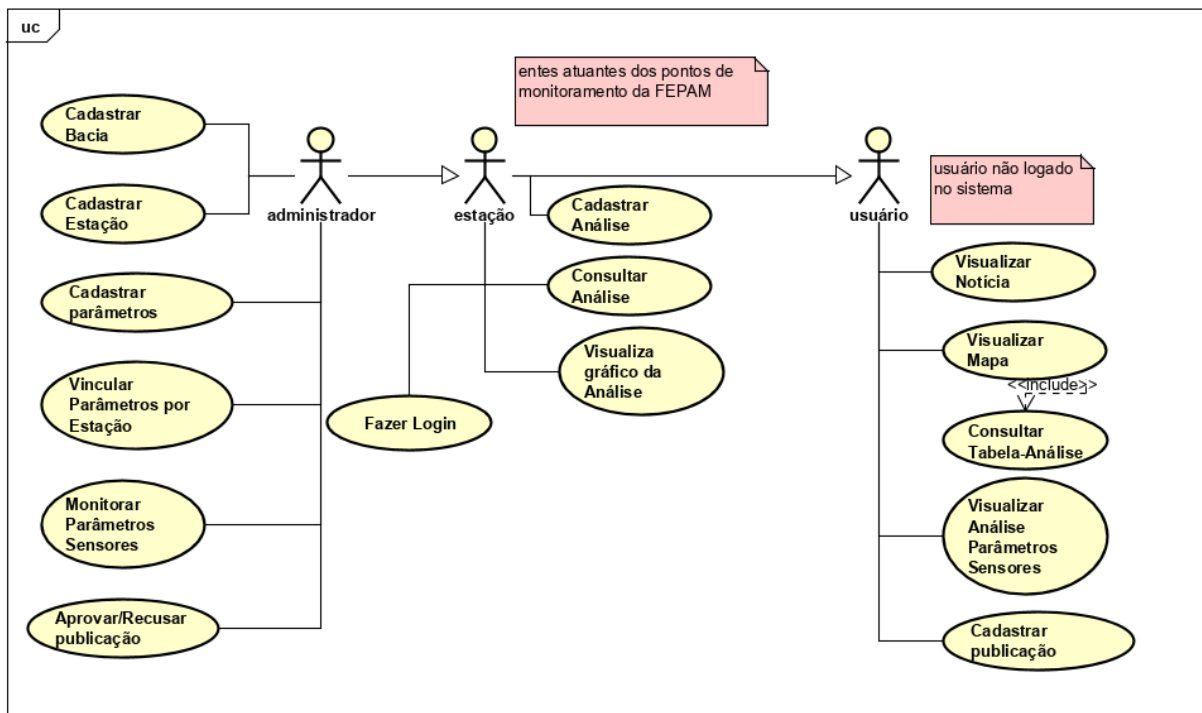 uc
entes atuantes dos pontos de
monitoramento da FEPAM
Cadastrar
Bacia
Cadastrar
Estação
administrador
estação
usuário
usuário não logado
no sistema
Cadastrar
Análise
Cadastrar
parâmetros
Consultar
Análise
Visualizar
Notícia
Vincular
Parâmetros por
Estação
Visualiza
gráfico da
Análise
Fazer Login
Visualizar
Mapa
<<include>>
Consultar
Tabela-Análise
Monitorar
Parâmetros
Sensores
Visualizar
Análise
Parâmetros
Sensores
Aprovar/Recusar
publicação
Cadastrar
publicação